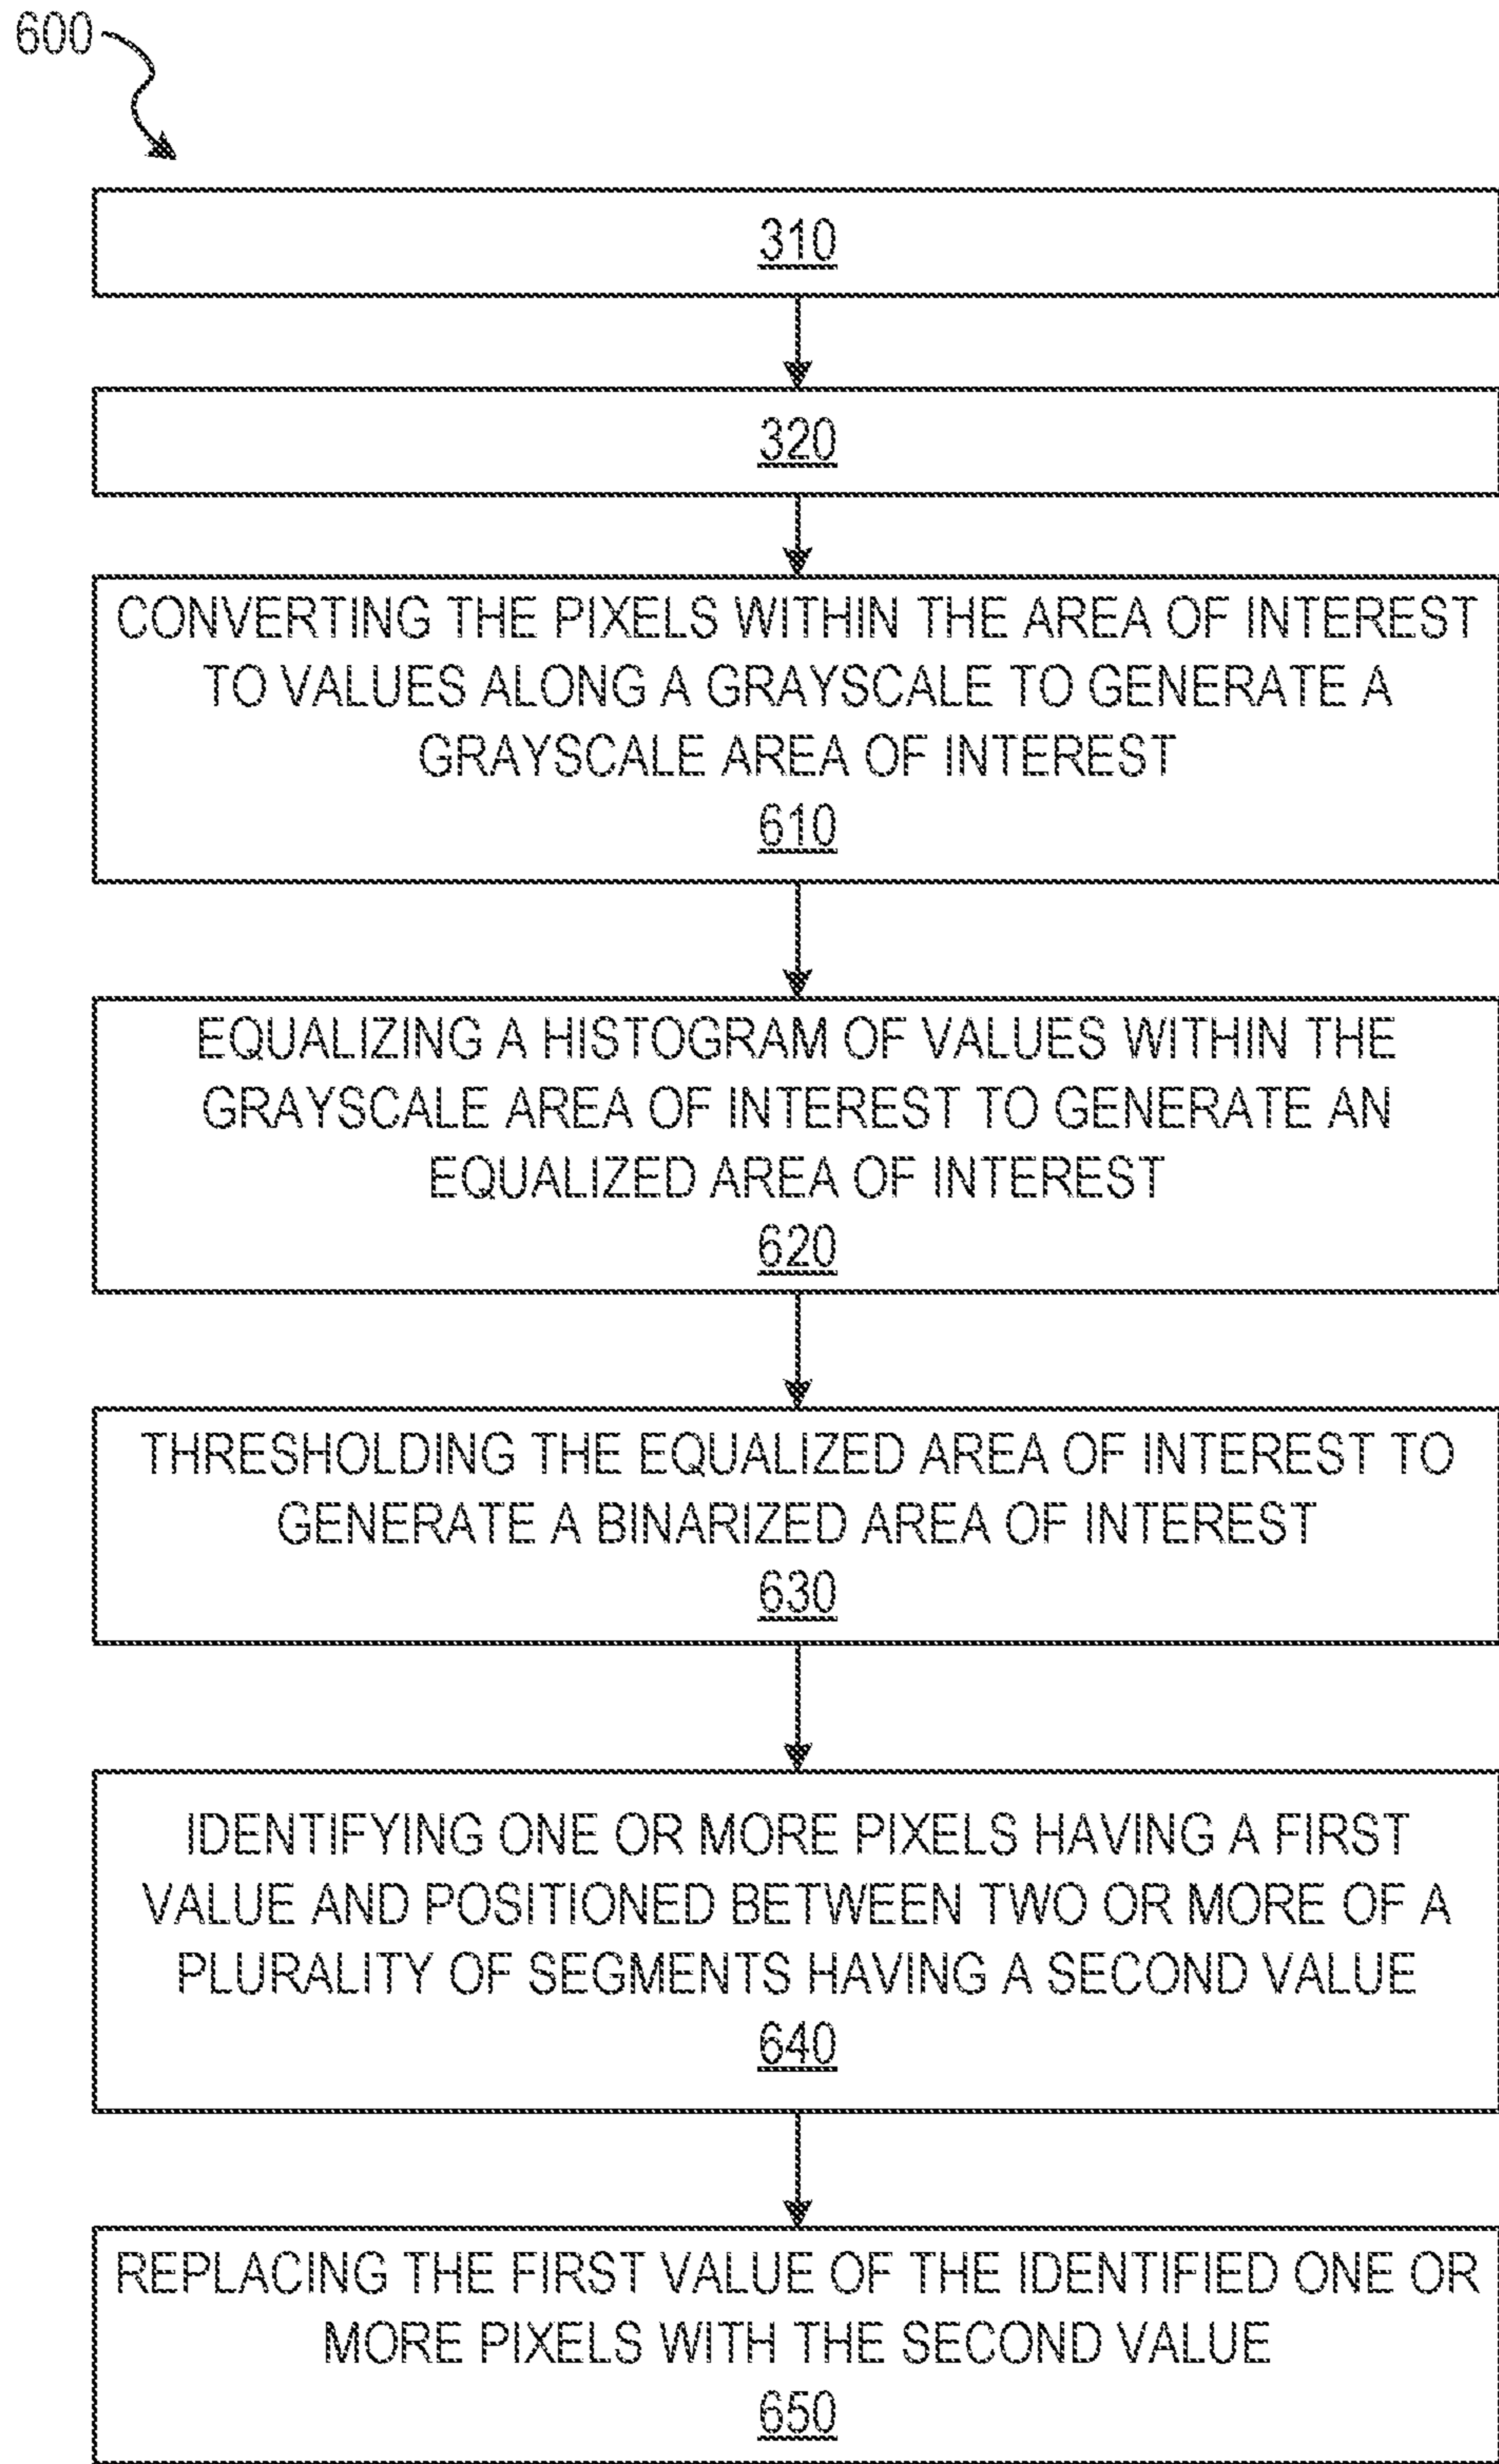 600
310
320
CONVERTING THE PIXELS WITHIN THE AREA OF INTEREST
TO VALUES ALONG A GRAYSCALE TO GENERATE A
GRAYSCALE AREA OF INTEREST
610
EQUALIZING A HISTOGRAM OF VALUES WITHIN THE
GRAYSCALE AREA OF INTEREST TO GENERATE AN
EQUALIZED AREA OF INTEREST
620
THRESHOLDING THE EQUALIZED AREA OF INTEREST TO
GENERATE A BINARIZED AREA OF INTEREST
630
IDENTIFYING ONE OR MORE PIXELS HAVING A FIRST
VALUE AND POSITIONED BETWEEN TWO OR MORE OF A
PLURALITY OF SEGMENTS HAVING A SECOND VALUE
640
REPLACING THE FIRST VALUE OF THE IDENTIFIED ONE OR
MORE PIXELS WITH THE SECOND VALUE
650